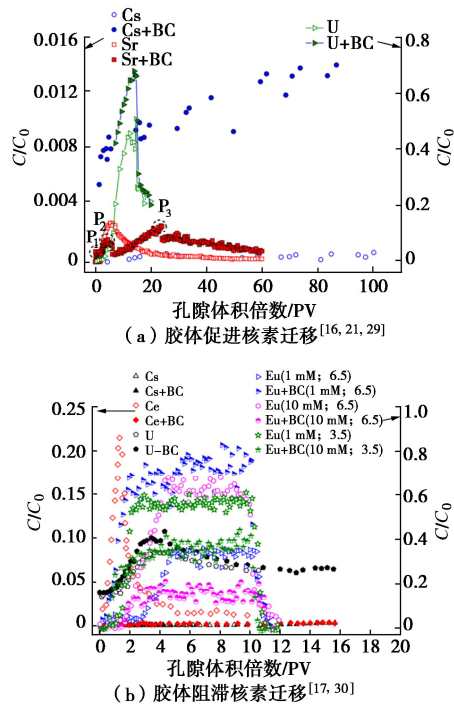 Cs
Cs+BC
Sr
Sr+BC
U
U+BC
0.016
0.012
0.008
0.004
0
C/C0
0.8
0.6
0.4
0.2
0
C/C0
P1
P2
P3
0 20 40 60 80 100
孔隙体积倍数/PV
(a)胶体促进核素迁移[16, 21, 29]
Cs
Cs+BC
Ce
Ce+BC
U
U-BC
Eu(1 mM; 6.5)
Eu+BC(1 mM; 6.5)
Eu(10 mM; 6.5)
Eu+BC(10 mM; 6.5)
Eu(1 mM; 3.5)
Eu+BC(10 mM; 3.5)
0.25
0.20
0.15
0.10
0.05
0
C/C0
1.0
0.8
0.6
0.4
0.2
0
C/C0
0 2 4 6 8 10 12 14 16 18 20
孔隙体积倍数/PV
(b)胶体阻滞核素迁移[17, 30]